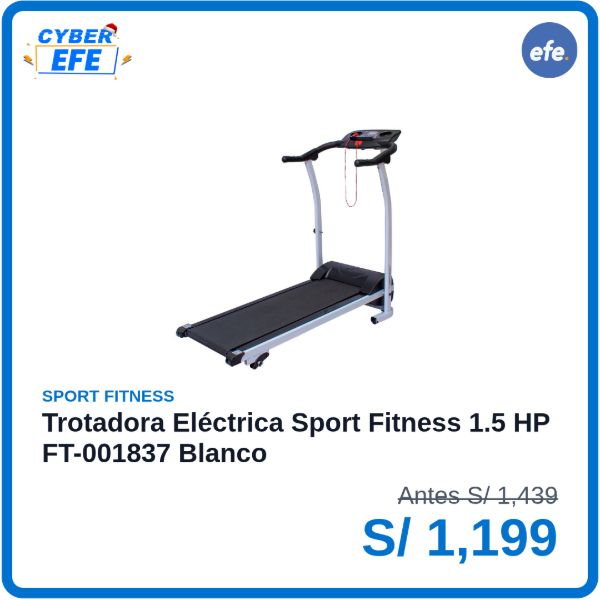 CYBER
EFE
efe.
SPORT FITNESS
Trotadora Eléctrica Sport Fitness 1.5 HP
FT-001837 Blanco
Antes S/ 1,439
S/ 1,199